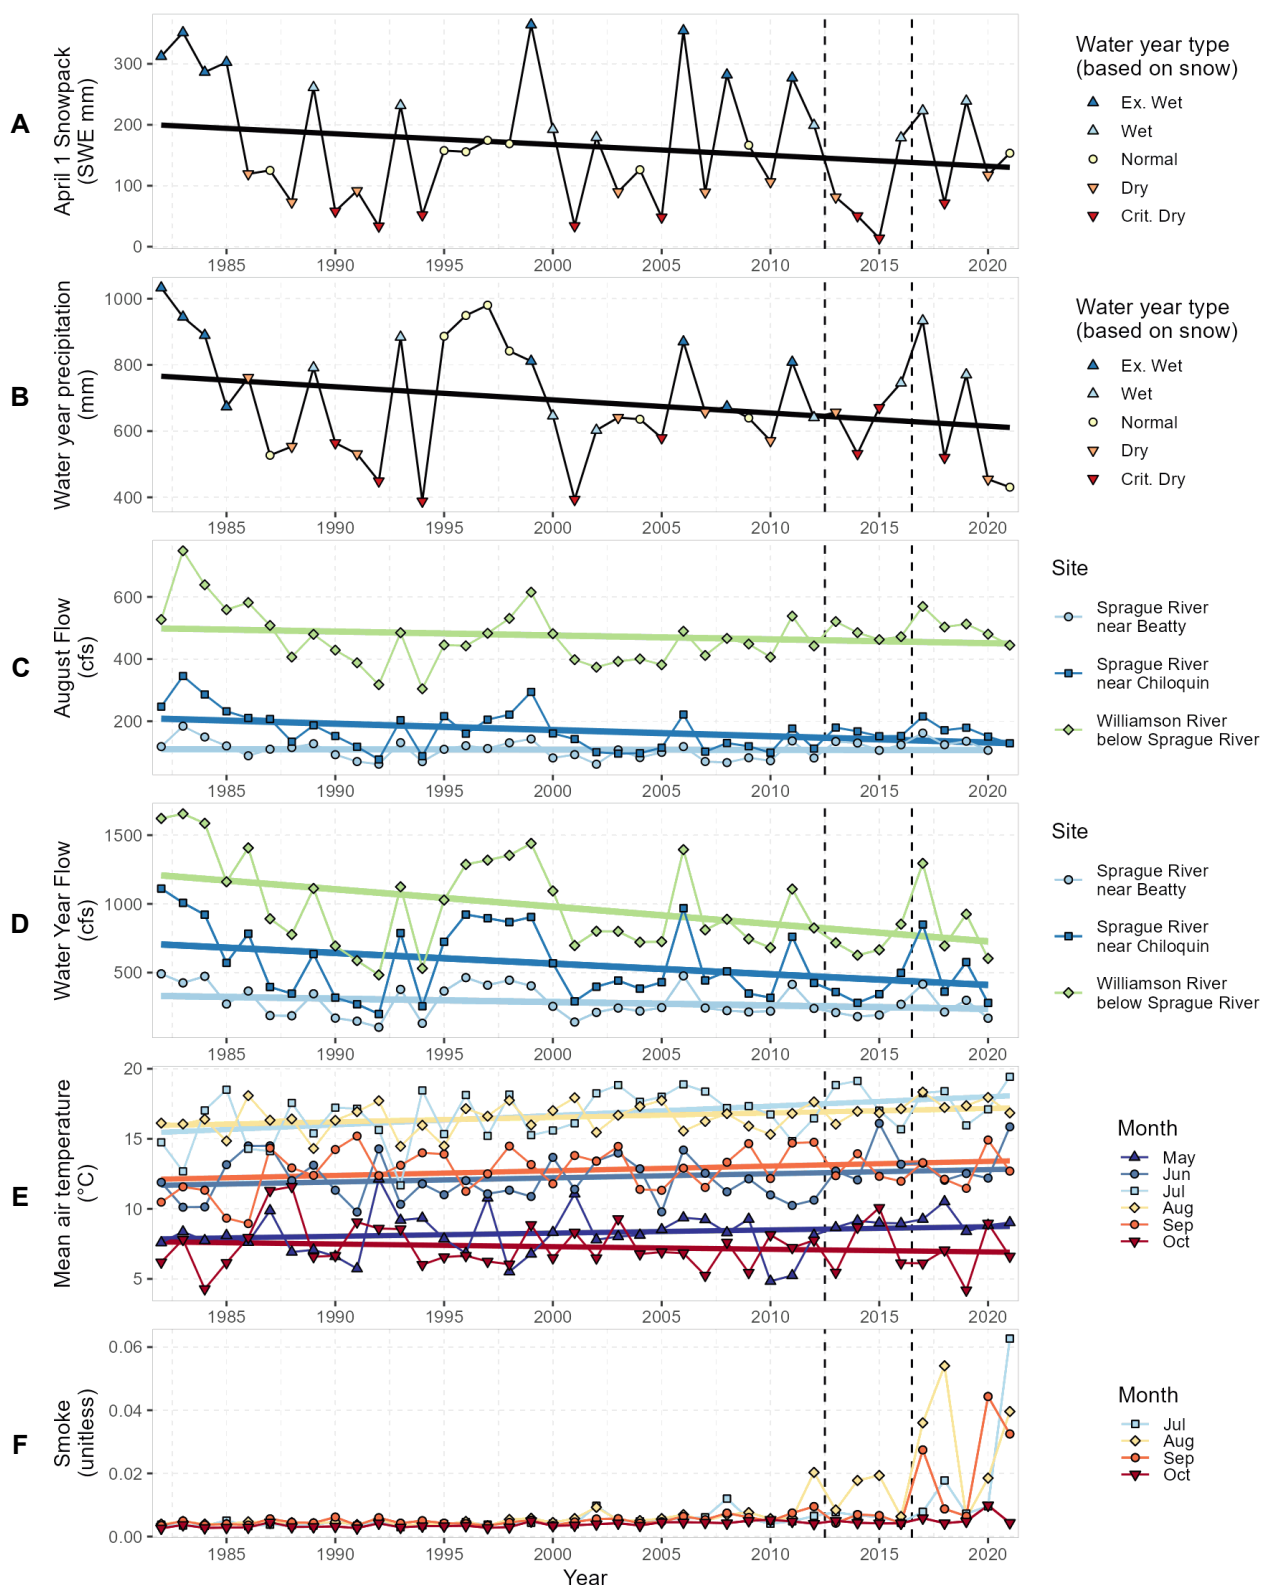 A
April 1 Snowpack
(SWE mm)
300
200
100
0
1985 1990 1995 2000 2005 2010 2015 2020
Water year type
(based on snow)
Ex. Wet
Wet
Normal
Dry
Crit. Dry
B
Water year precipitation
(mm)
1000
800
600
400
1985 1990 1995 2000 2005 2010 2015 2020
Water year type
(based on snow)
Ex. Wet
Wet
Normal
Dry
Crit. Dry
C
August Flow
(cfs)
600
400
200
1985 1990 1995 2000 2005 2010 2015 2020
Site
Sprague River
near Beatty
Sprague River
near Chiloquin
Williamson River
below Sprague River
D
Water Year Flow
(cfs)
1500
1000
500
1985 1990 1995 2000 2005 2010 2015 2020
Site
Sprague River
near Beatty
Sprague River
near Chiloquin
Williamson River
below Sprague River
E
Mean air temperature
(°C)
20
15
10
5
1985 1990 1995 2000 2005 2010 2015 2020
Month
May
Jun
Jul
Aug
Sep
Oct
F
Smoke
(unitless)
0.06
0.04
0.02
0.00
1985 1990 1995 2000 2005 2010 2015 2020
Year
Month
Jul
Aug
Sep
Oct